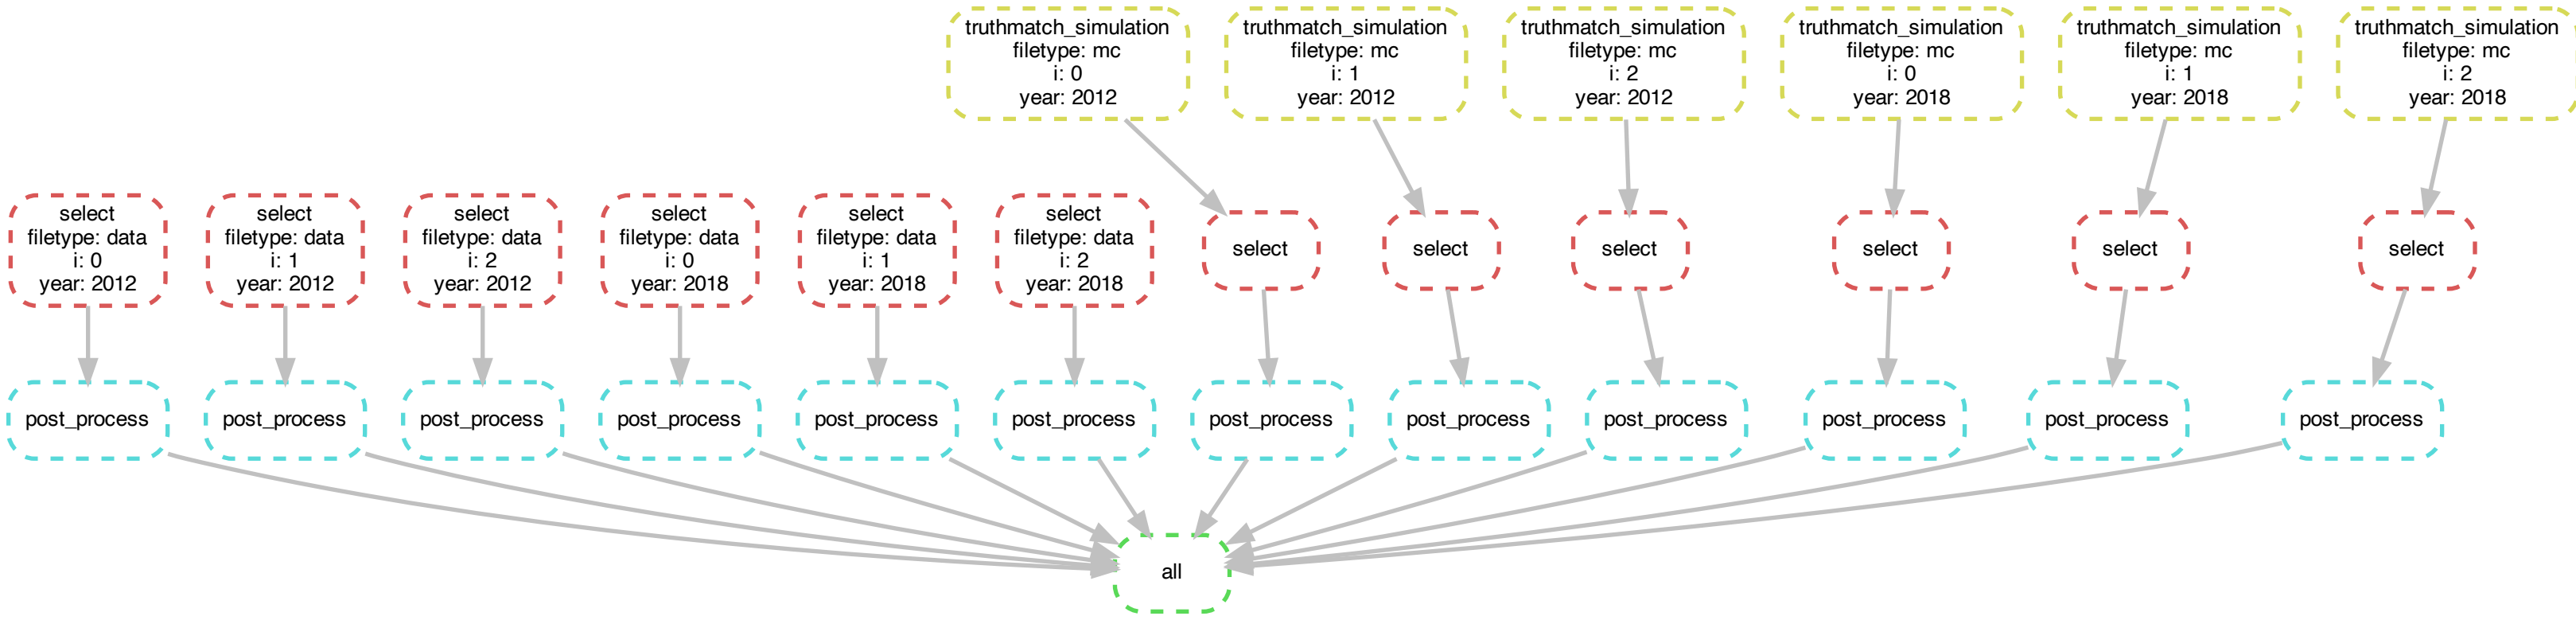 truthmatch_simulation
filetype: mc
i: 0
year: 2012
truthmatch_simulation
filetype: mc
i: 1
year: 2012
truthmatch_simulation
filetype: mc
i: 2
year: 2012
truthmatch_simulation
filetype: mc
i: 0
year: 2018
truthmatch_simulation
filetype: mc
i: 1
year: 2018
truthmatch_simulation
filetype: mc
i: 2
year: 2018
select
filetype: data
i: 0
year: 2012
select
filetype: data
i: 1
year: 2012
select
filetype: data
i: 2
year: 2012
select
filetype: data
i: 0
year: 2018
select
filetype: data
i: 1
year: 2018
select
filetype: data
i: 2
year: 2018
select
select
select
select
select
select
post_process
post_process
post_process
post_process
post_process
post_process
post_process
post_process
post_process
post_process
post_process
post_process
all